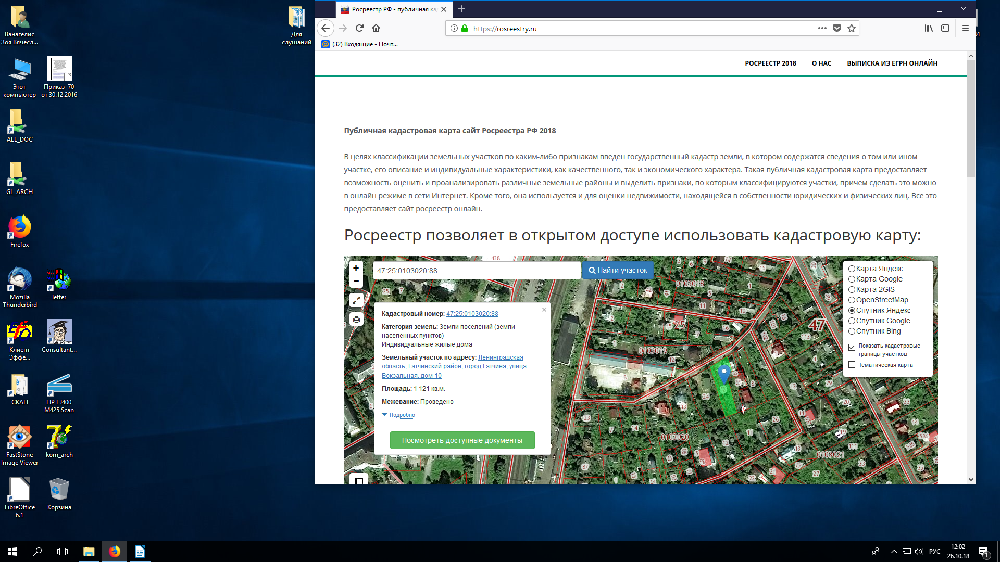 Ванагелис
Зоя Вячесл...
Для
слушаний
Этот
компьютер
Приказ 70
от 30.12.2016
ALL_DOC
GL_ARCH
Firefox
Mozilla
Thunderbird
letter
Клиент
Эффе...
Consultant...
СКАН
HP LJ400
M425 Scan
FastStone
Image Viewer
kom_arch
LibreOffice
6.1
Корзина
Росреестр РФ - публичная ка
https://rosreestry.ru
(32) Входящие - Почт...
РОСРЕЕСТР 2018 О НАС ВЫПИСКА ИЗ ЕГРН ОНЛАЙН
Публичная кадастровая карта сайт Росреестра РФ 2018
В целях классификации земельных участков по каким-либо признакам введен государственный кадастр земли, в котором содержатся сведения о том или ином
участке, его описание и индивидуальные характеристики, как качественного, так и экономического характера. Такая публичная кадастровая карта предоставляет
возможность оценить и проанализировать различные земельные районы и выделить признаки, по которым классифицируются участки, причем сделать это можно
в онлайн режиме в сети Интернет. Кроме того, она используется и для оценки недвижимости, находящейся в собственности юридических и физических лиц. Все это
предоставляет сайт росреестр онлайн.
Росреестр позволяет в открытом доступе использовать кадастровую карту:
+
−
47:25:0103020:88
Найти участок
Кадастровый номер: 47:25:0103020:88
Категория земель: Земли поселений (земли
населенных пунктов)
Индивидуальные жилые дома
Земельный участок по адресу: Ленинградская
область, Гатчинский район, город Гатчина, улица
Вокзальная, дом 10
Площадь: 1 121 кв.м.
Межевание: Проведено
Подробно
Посмотреть доступные документы
Карта Яндекс
Карта Google
Карта 2GIS
OpenStreetMap
Спутник Яндекс
Спутник Google
Спутник Bing
Показать кадастровые
границы участков
Тематическая карта
438
0103018
25
47
0103019
0103020
0103021
РУС
12:02
26.10.18
1